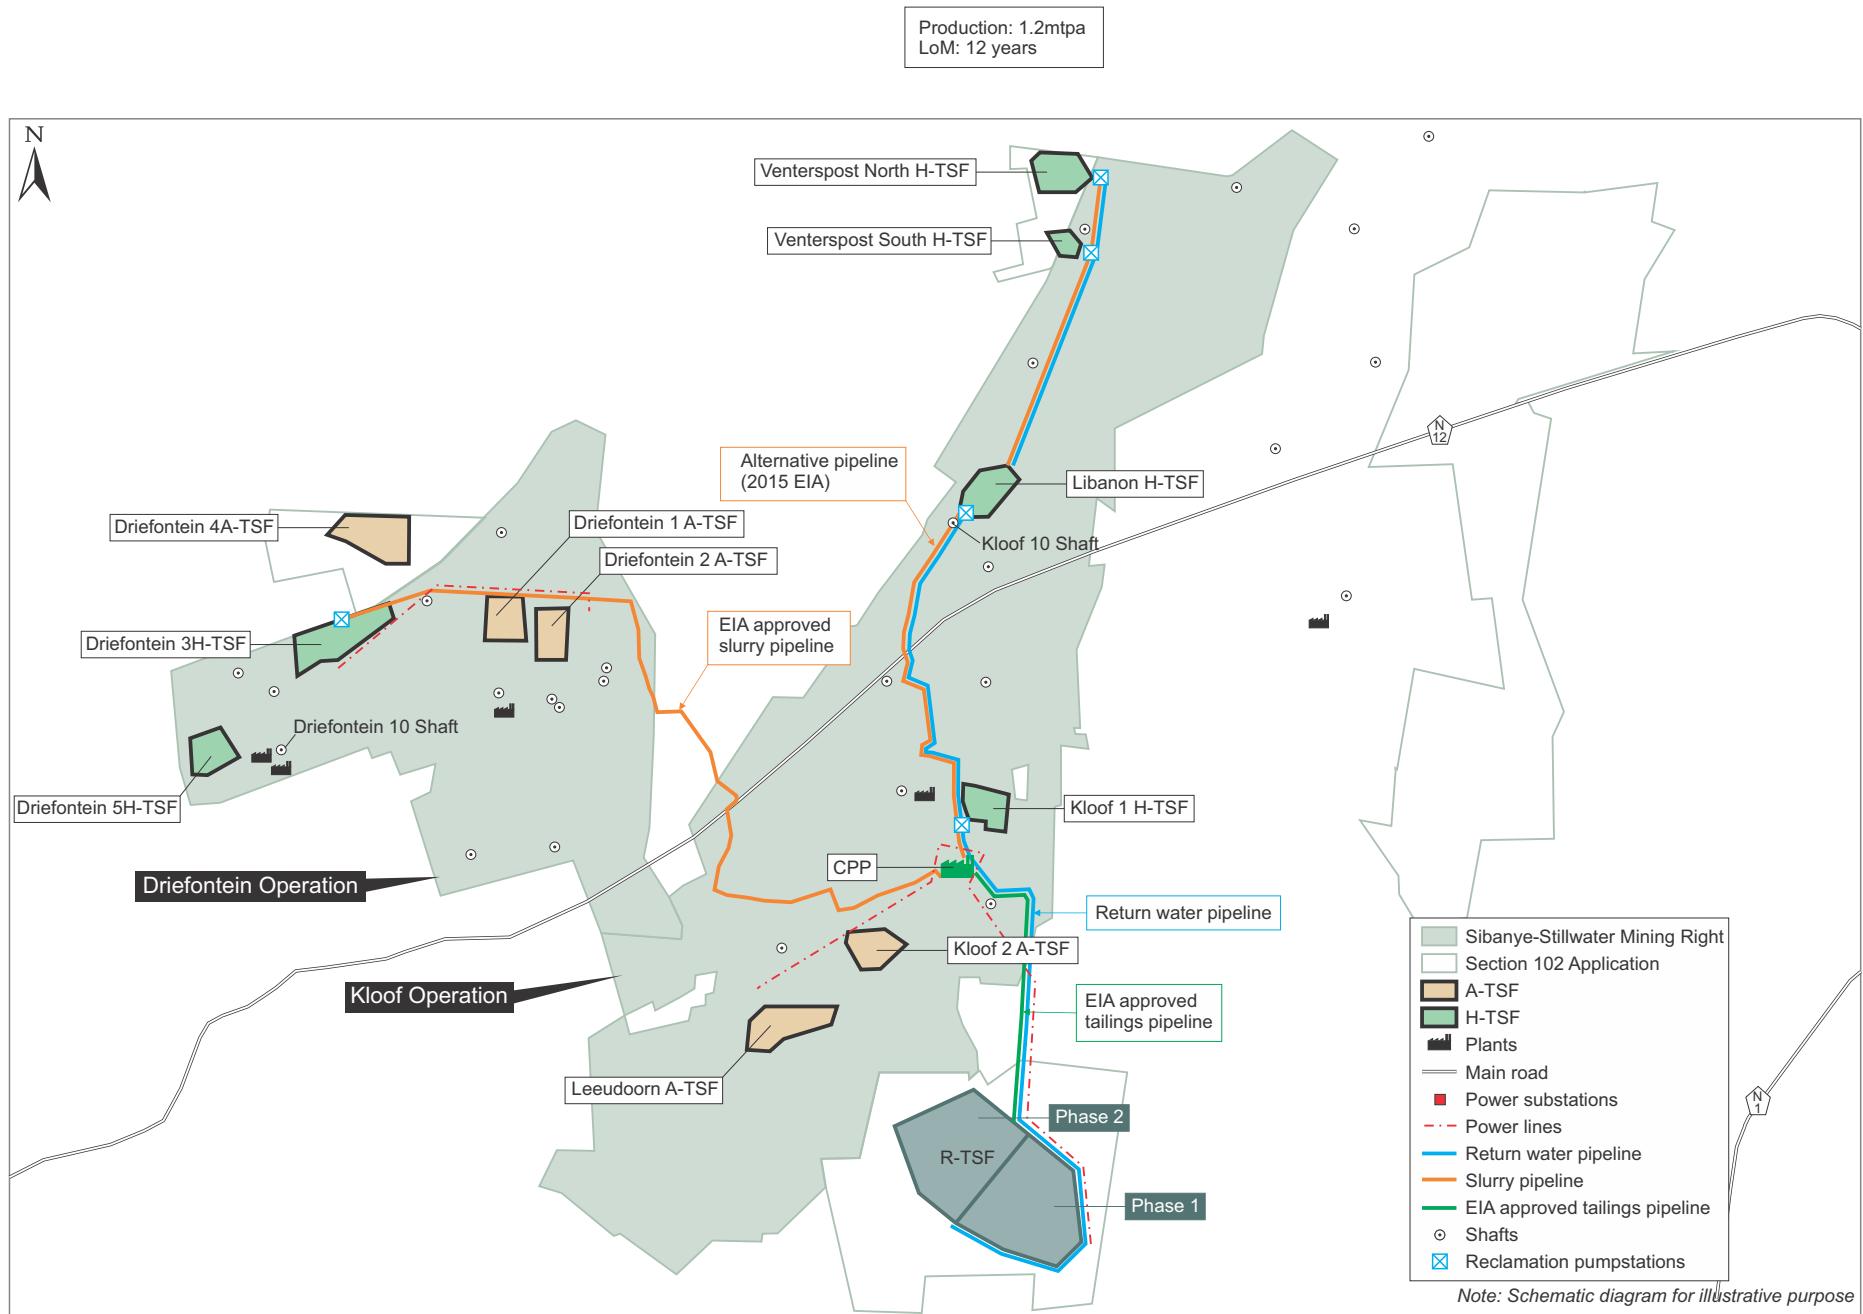 Production: 1.2mtpa
LoM: 12 years
N
Venterspost North H-TSF
Venterspost South H-TSF
N
12
Alternative pipeline
(2015 EIA)
Libanon H-TSF
Driefontein 4A-TSF
Driefontein 1 A-TSF
Kloof 10 Shaft
Driefontein 2 A-TSF
EIA approved
slurry pipeline
Driefontein 3H-TSF
Driefontein 10 Shaft
Driefontein 5H-TSF
Kloof 1 H-TSF
CPP
Driefontein Operation
Return water pipeline
Kloof 2 A-TSF
Kloof Operation
EIA approved
tailings pipeline
Leeudoorn A-TSF
Phase 2
R-TSF
Phase 1
Sibanye-Stillwater Mining Right
Section 102 Application
A-TSF
H-TSF
Plants
Main road
Power substations
Power lines
Return water pipeline
Slurry pipeline
EIA approved tailings pipeline
Shafts
Reclamation pumpstations
N
1
Note: Schematic diagram for illustrative purpose